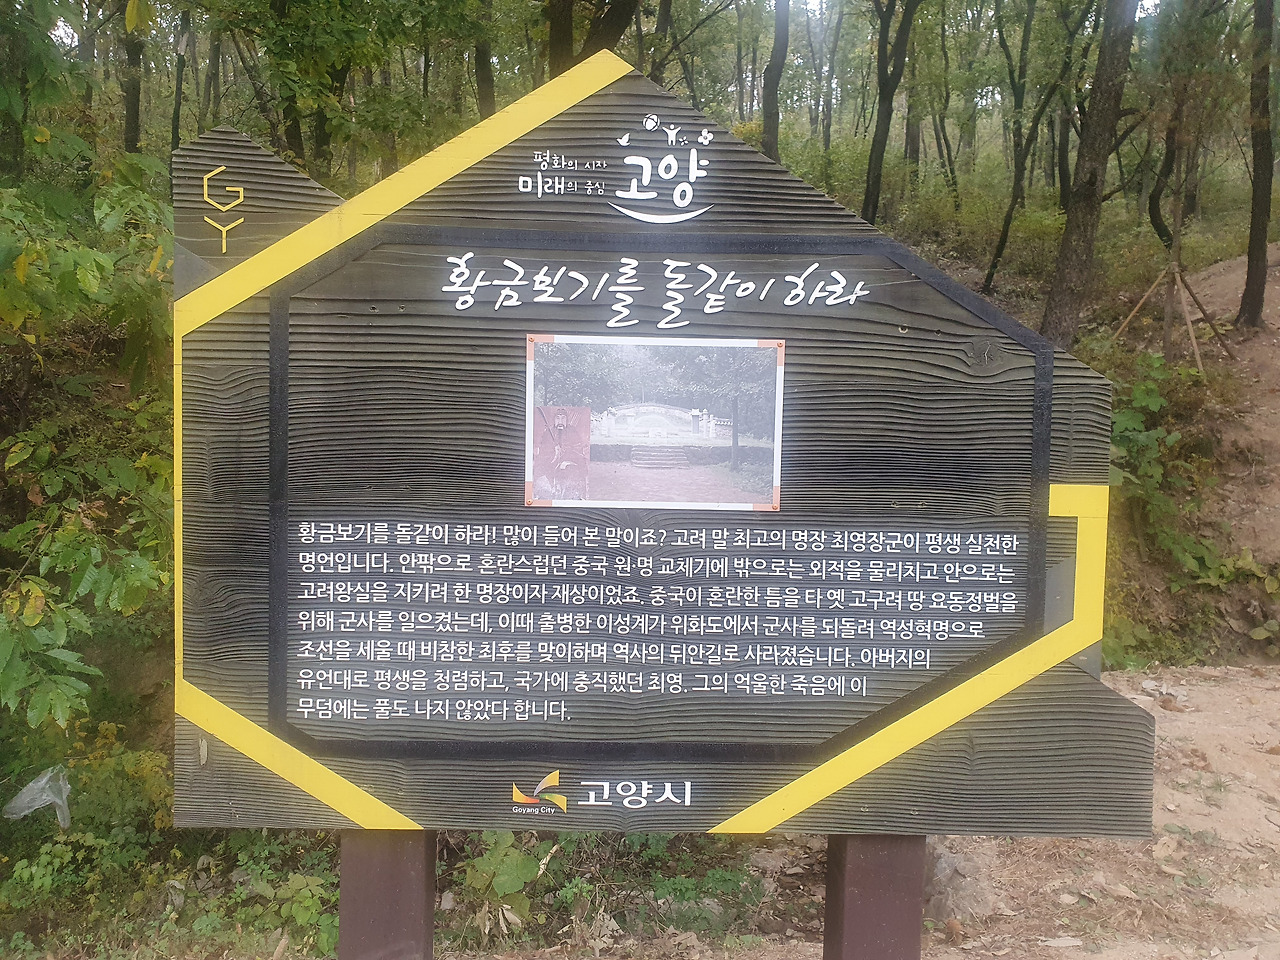 GY
평화의 시작
미래의 중심
고양
황금보기를 돌같이 하라
황금보기를 돌같이 하라! 많이 들어 본 말이죠? 고려 말 최고의 명장 최영장군이 평생 실천한
명언입니다. 안팎으로 혼란스럽던 중국 원·명 교체기에 밖으로는 외적을 물리치고 안으로는
고려왕실을 지키려 한 명장이자 재상이었죠. 중국이 혼란한 틈을 타 옛 고구려 땅 요동정벌을
위해 군사를 일으켰는데, 이때 출병한 이성계가 위화도에서 군사를 되돌려 역성혁명으로
조선을 세울 때 비참한 최후를 맞이하며 역사의 뒤안길로 사라졌습니다. 아버지의
유언대로 평생을 청렴하고, 국가에 충직했던 최영. 그의 억울한 죽음에 이
무덤에는 풀도 나지 않았다 합니다.
Goyang City
고양시